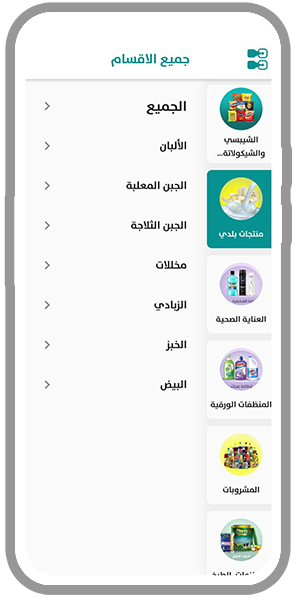 جميع الاقسام
الشيبسي
والشيكولاتة...
منتجات بلدي
العناية الصحية
المنظفات الورقية
المشروبات
الجميع
الألبان
الجبن المعلبة
الجبن الثلاجة
مخللات
الزبادي
الخبز
البيض